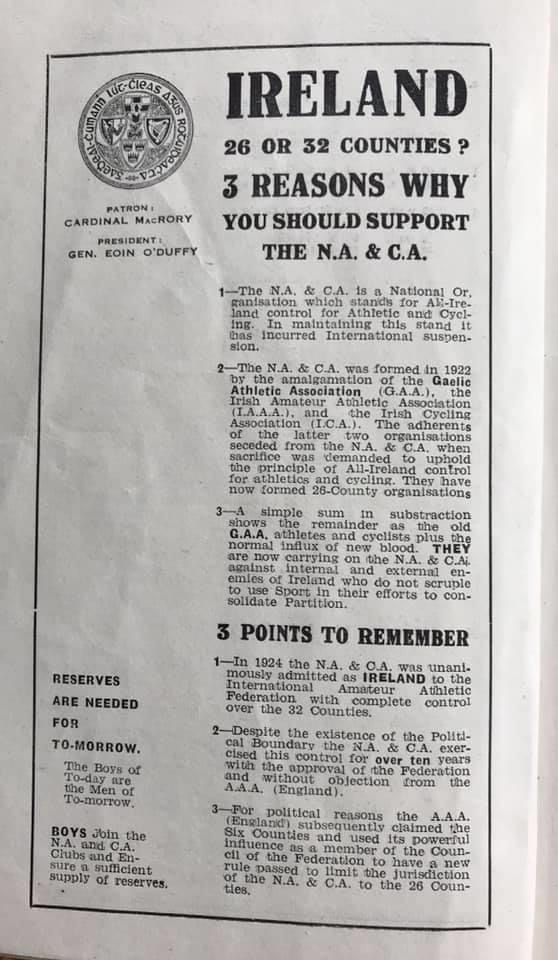 PATRON:
CARDINAL MACRORY
PRESIDENT:
GEN. EOIN O'DUFFY
IRELAND
26 OR 32 COUNTIES ?
3 REASONS WHY
YOU SHOULD SUPPORT
THE N.A. & C.A.
1—The N.A. & C.A. is a National Or,
ganisation which stands for All-Ire-
land control for Athletic and Cycl-
ing. In maintaining this stand it
has incurred International suspen-
sion.
2—The N.A. & C.A. was formed in 1922
by the amalgamation of the Gaelic
Athletic Association (G.A.A.), the
Irish Amateur Athletic Association
(I.A.A.A.), and the Irish Cycling
Association (I.C.A.). The adherents
of the latter two organisations
seceded from the N.A. & C.A. when
sacrifice was demanded to uphold
the principle of All-Ireland control
for athletics and cycling. They have
now formed 26-County organisations
3—A simple sum in substraction
shows the remainder as the old
G.A.A. athletes and cyclists plus the
normal influx of new blood. THEY
are now carrying on the N.A. & C.A.
against internal and external en-
emies of Ireland who do not scruple
to use Sport in their efforts to con-
solidate Partition.
3 POINTS TO REMEMBER
1—In 1924 the N.A. & C.A. was unani-
mously admitted as IRELAND to the
International Amateur Athletic
Federation with complete control
over the 32 Counties.
2—Despite the existence of the Politi-
cal Boundary the N.A. & C.A. exer-
cised this control for over ten years
with the approval of the Federation
and without objection from the
A.A.A. (England).
3—For political reasons the A.A.A.
(England) subsequently claimed the
Six Counties and used its powerful
influence as a member of the Coun-
cil of the Federation to have a new
rule passed to limit the jurisdiction
of the N.A. & C.A. to the 26 Coun-
ties.
RESERVES
ARE NEEDED
FOR
TO-MORROW.
The Boys of
To-day are
the Men of
To-morrow.
BOYS Join the
N.A. and C.A.
Clubs and En-
sure a sufficient
supply of reserves.